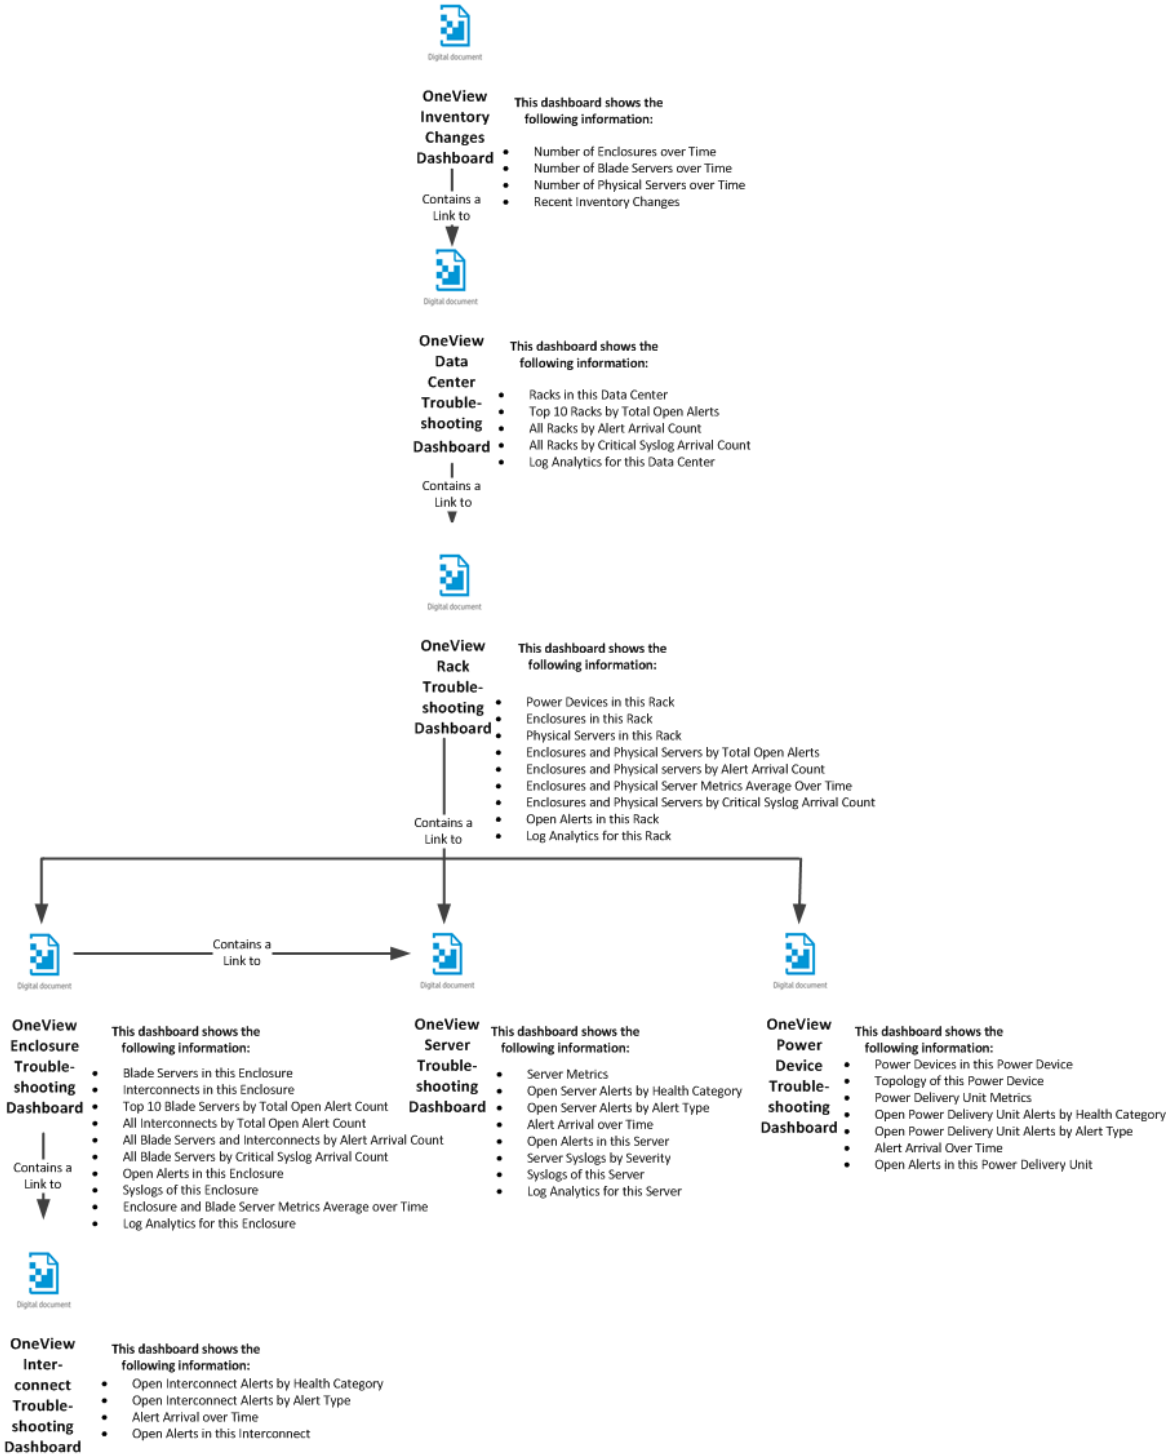 Digital document
OneView
Inventory
Changes
Dashboard
This dashboard shows the
following information:
• Number of Enclosures over Time
• Number of Blade Servers over Time
• Number of Physical Servers over Time
• Recent Inventory Changes
Contains a
Link to
Digital document
OneView
Data
Center
Trouble-
shooting
Dashboard
This dashboard shows the
following information:
• Racks in this Data Center
• Top 10 Racks by Total Open Alerts
• All Racks by Alert Arrival Count
• All Racks by Critical Syslog Arrival Count
• Log Analytics for this Data Center
Contains a
Link to
Digital document
OneView
Rack
Trouble-
shooting
Dashboard
This dashboard shows the
following information:
• Power Devices in this Rack
• Enclosures in this Rack
• Physical Servers in this Rack
• Enclosures and Physical Servers by Total Open Alerts
• Enclosures and Physical servers by Alert Arrival Count
• Enclosures and Physical Server Metrics Average Over Time
• Enclosures and Physical Servers by Critical Syslog Arrival Count
• Open Alerts in this Rack
• Log Analytics for this Rack
Contains a
Link to
Digital document
Contains a
Link to
Digital document
Digital document
OneView
Enclosure
Trouble-
shooting
Dashboard
This dashboard shows the
following information:
• Blade Servers in this Enclosure
• Interconnects in this Enclosure
• Top 10 Blade Servers by Total Open Alert Count
• All Interconnects by Total Open Alert Count
• All Blade Servers and Interconnects by Alert Arrival Count
• All Blade Servers by Critical Syslog Arrival Count
• Open Alerts in this Enclosure
• Syslogs of this Enclosure
• Enclosure and Blade Server Metrics Average over Time
• Log Analytics for this Enclosure
OneView
Server
Trouble-
shooting
Dashboard
This dashboard shows the
following information:
• Server Metrics
• Open Server Alerts by Health Category
• Open Server Alerts by Alert Type
• Alert Arrival over Time
• Open Alerts in this Server
• Server Syslogs by Severity
• Syslogs of this Server
• Log Analytics for this Server
OneView
Power
Device
Trouble-
shooting
Dashboard
This dashboard shows the
following information:
• Power Devices in this Power Device
• Topology of this Power Device
• Power Delivery Unit Metrics
• Open Power Delivery Unit Alerts by Health Category
• Open Power Delivery Unit Alerts by Alert Type
• Alert Arrival Over Time
• Open Alerts in this Power Delivery Unit
Contains a
Link to
Digital document
OneView
Inter-
connect
Trouble-
shooting
Dashboard
This dashboard shows the
following information:
• Open Interconnect Alerts by Health Category
• Open Interconnect Alerts by Alert Type
• Alert Arrival over Time
• Open Alerts in this Interconnect